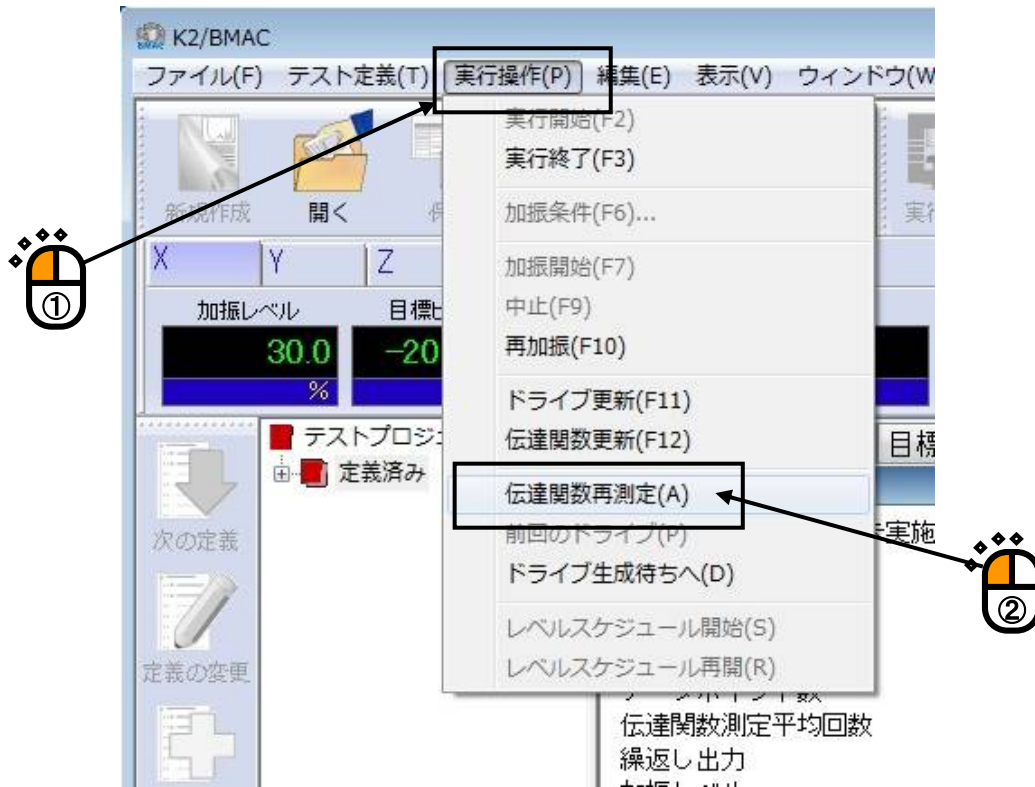 K2/BMAC
ファイル(F) テスト定義(T) 実行操作(P) 編集(E) 表示(V) ウィンドウ(W
新規作成 開く
実行開始(F2)
実行終了(F3)
加振条件(F6)...
加振開始(F7)
中止(F9)
再加振(F10)
ドライブ更新(F11)
伝達関数更新(F12)
伝達関数再測定(A)
前回のドライブ(P)
ドライブ生成待ちへ(D)
レベルスケジュール開始(S)
レベルスケジュール再開(R)
①
X Y Z
加振レベル 目標
30.0 -20
%
テストプロジ
定義済み
目標
実施
次の定義
定義の変更
②
伝達関数測定平均回数
繰返し出力